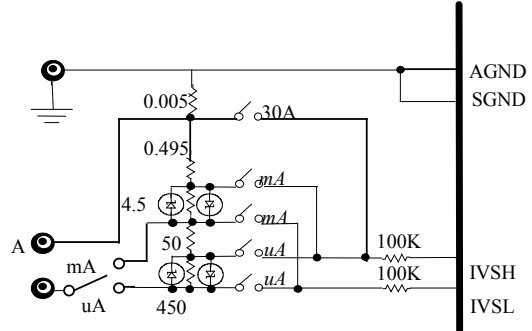 AGND
SGND
0.005
30A
0.495
mA
4.5
mA
A
50
uA
100K
mA
IVSH
uA
100K
uA
450
IVSL